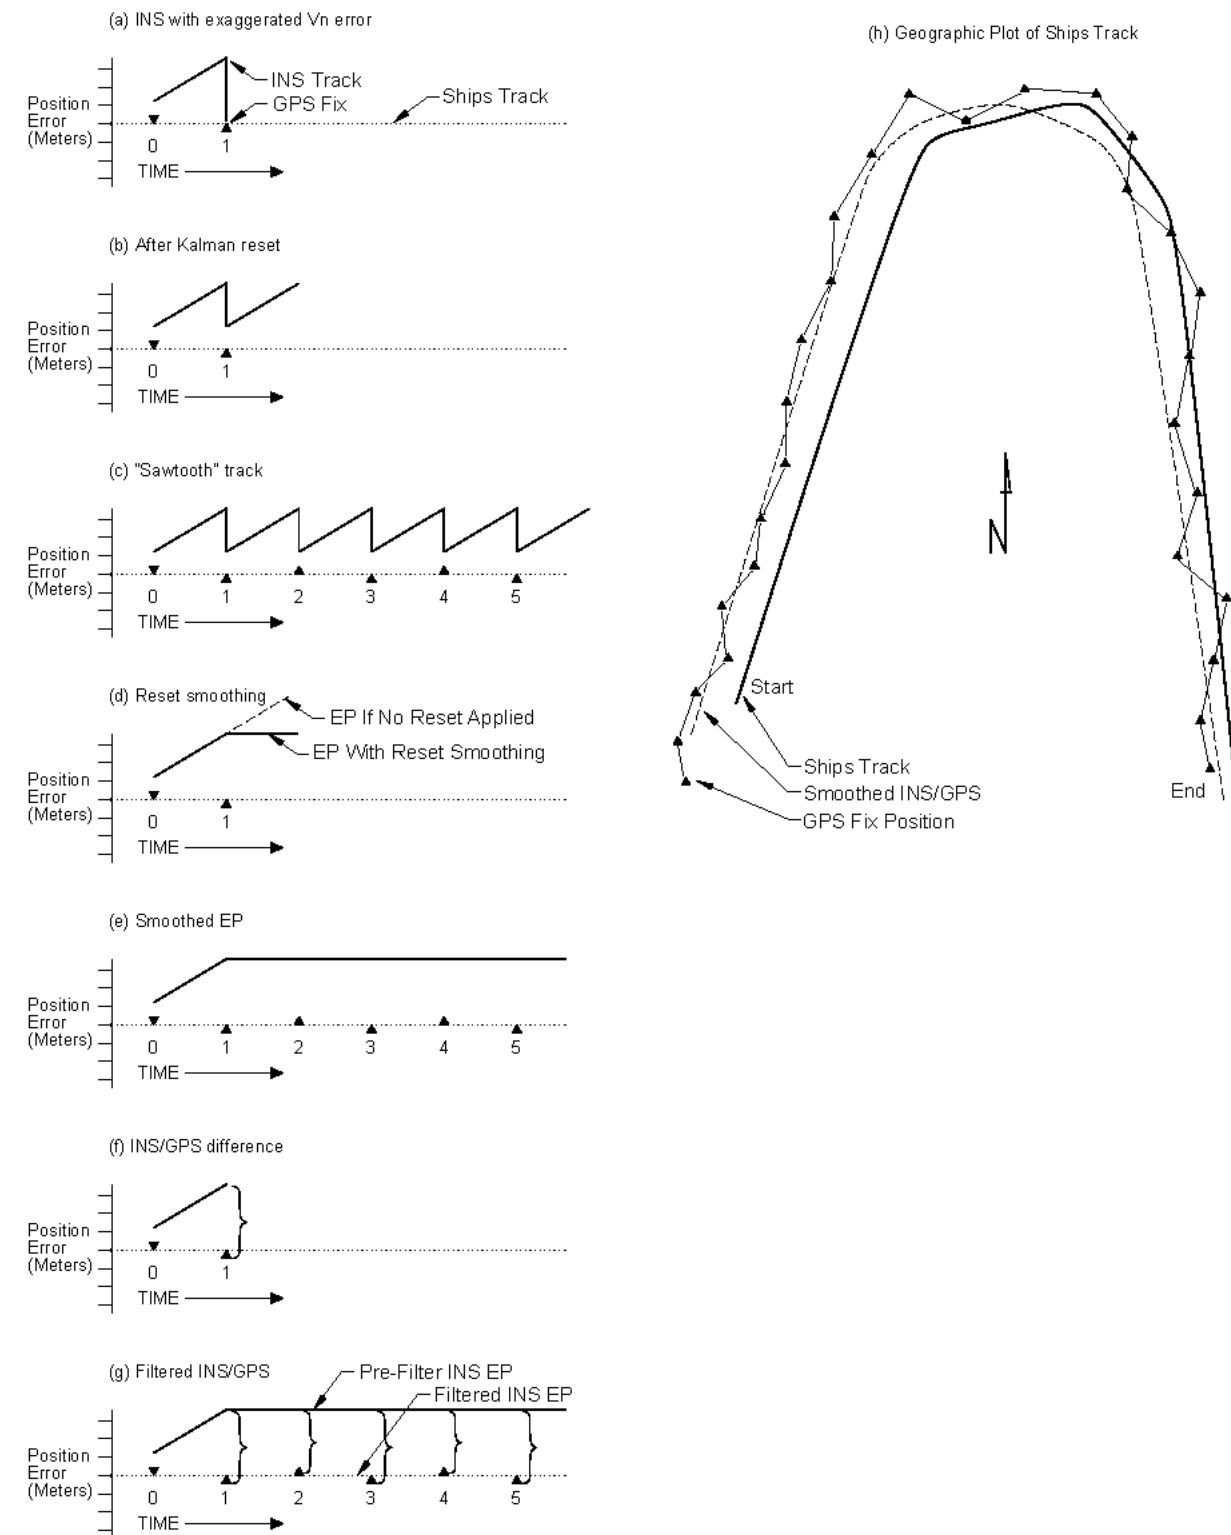 (a) INS with exaggerated Vn error
INS Track
GPS Fix
Ships Track
Position
Error
(Meters)
0 1
TIME
(b) After Kalman reset
Position
Error
(Meters)
0 1
TIME
(c) "Sawtooth" track
Position
Error
(Meters)
0 1 2 3 4 5
TIME
(d) Reset smoothing
EP If No Reset Applied
EP With Reset Smoothing
Position
Error
(Meters)
0 1
TIME
(e) Smoothed EP
Position
Error
(Meters)
0 1 2 3 4 5
TIME
(f) INS/GPS difference
Position
Error
(Meters)
0 1
TIME
(g) Filtered INS/GPS
Pre-Filter INS EP
Filtered INS EP
Position
Error
(Meters)
0 1 2 3 4 5
TIME
(h) Geographic Plot of Ships Track
N
Start
Ships Track
Smoothed INS/GPS
GPS Fix Position
End